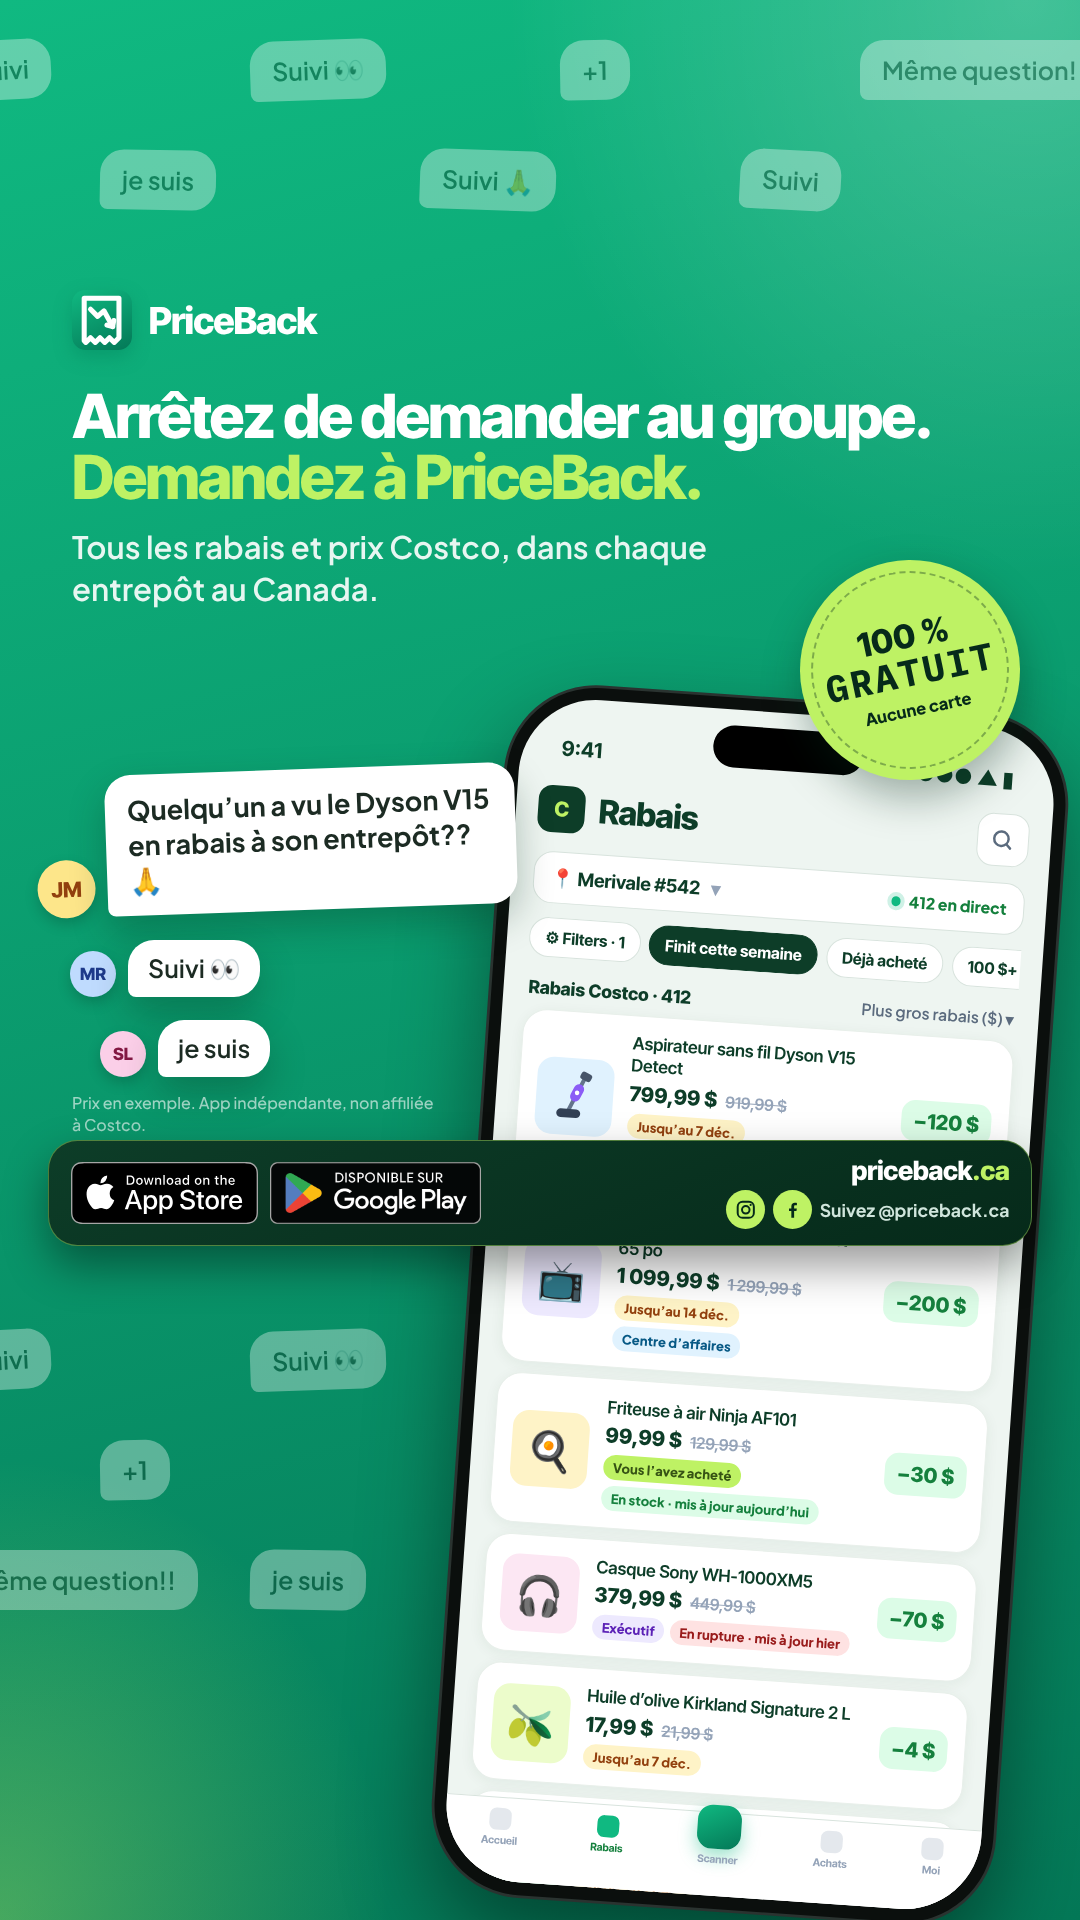 ivi
Suivi 👀
+1
Même question!
je suis
Suivi 🙏
Suivi
PriceBack
Arrêtez de demander au groupe.
Demandez à PriceBack.
Tous les rabais et prix Costco, dans chaque
entrepôt au Canada.
100 %
GRATUIT
Aucune carte
Quelqu’un a vu le Dyson V15
en rabais à son entrepôt??
🙏
JM
MR
Suivi 👀
SL
je suis
Prix en exemple. App indépendante, non affiliée
à Costco.
9:41
C
Rabais
📍 Merivale #542 ▾
412 en direct
⚙ Filters · 1
Finit cette semaine
Déjà acheté
100 $+
Rabais Costco · 412
Plus gros rabais ($) ▾
Aspirateur sans fil Dyson V15
Detect
799,99 $ 919,99 $
−120 $
Jusqu’au 7 déc.
Download on the
App Store
DISPONIBLE SUR
Google Play
priceback.ca
Suivez @priceback.ca
65 po
1 099,99 $ 1 299,99 $
−200 $
Jusqu’au 14 déc.
Centre d’affaires
Friteuse à air Ninja AF101
99,99 $ 129,99 $
−30 $
Vous l’avez acheté
En stock · mis à jour aujourd’hui
Casque Sony WH-1000XM5
379,99 $ 449,99 $
−70 $
Exécutif
En rupture · mis à jour hier
Huile d’olive Kirkland Signature 2 L
17,99 $ 21,99 $
−4 $
Jusqu’au 7 déc.
Accueil
Rabais
Scanner
Achats
Moi
ivi
Suivi 👀
+1
ême question!!
je suis